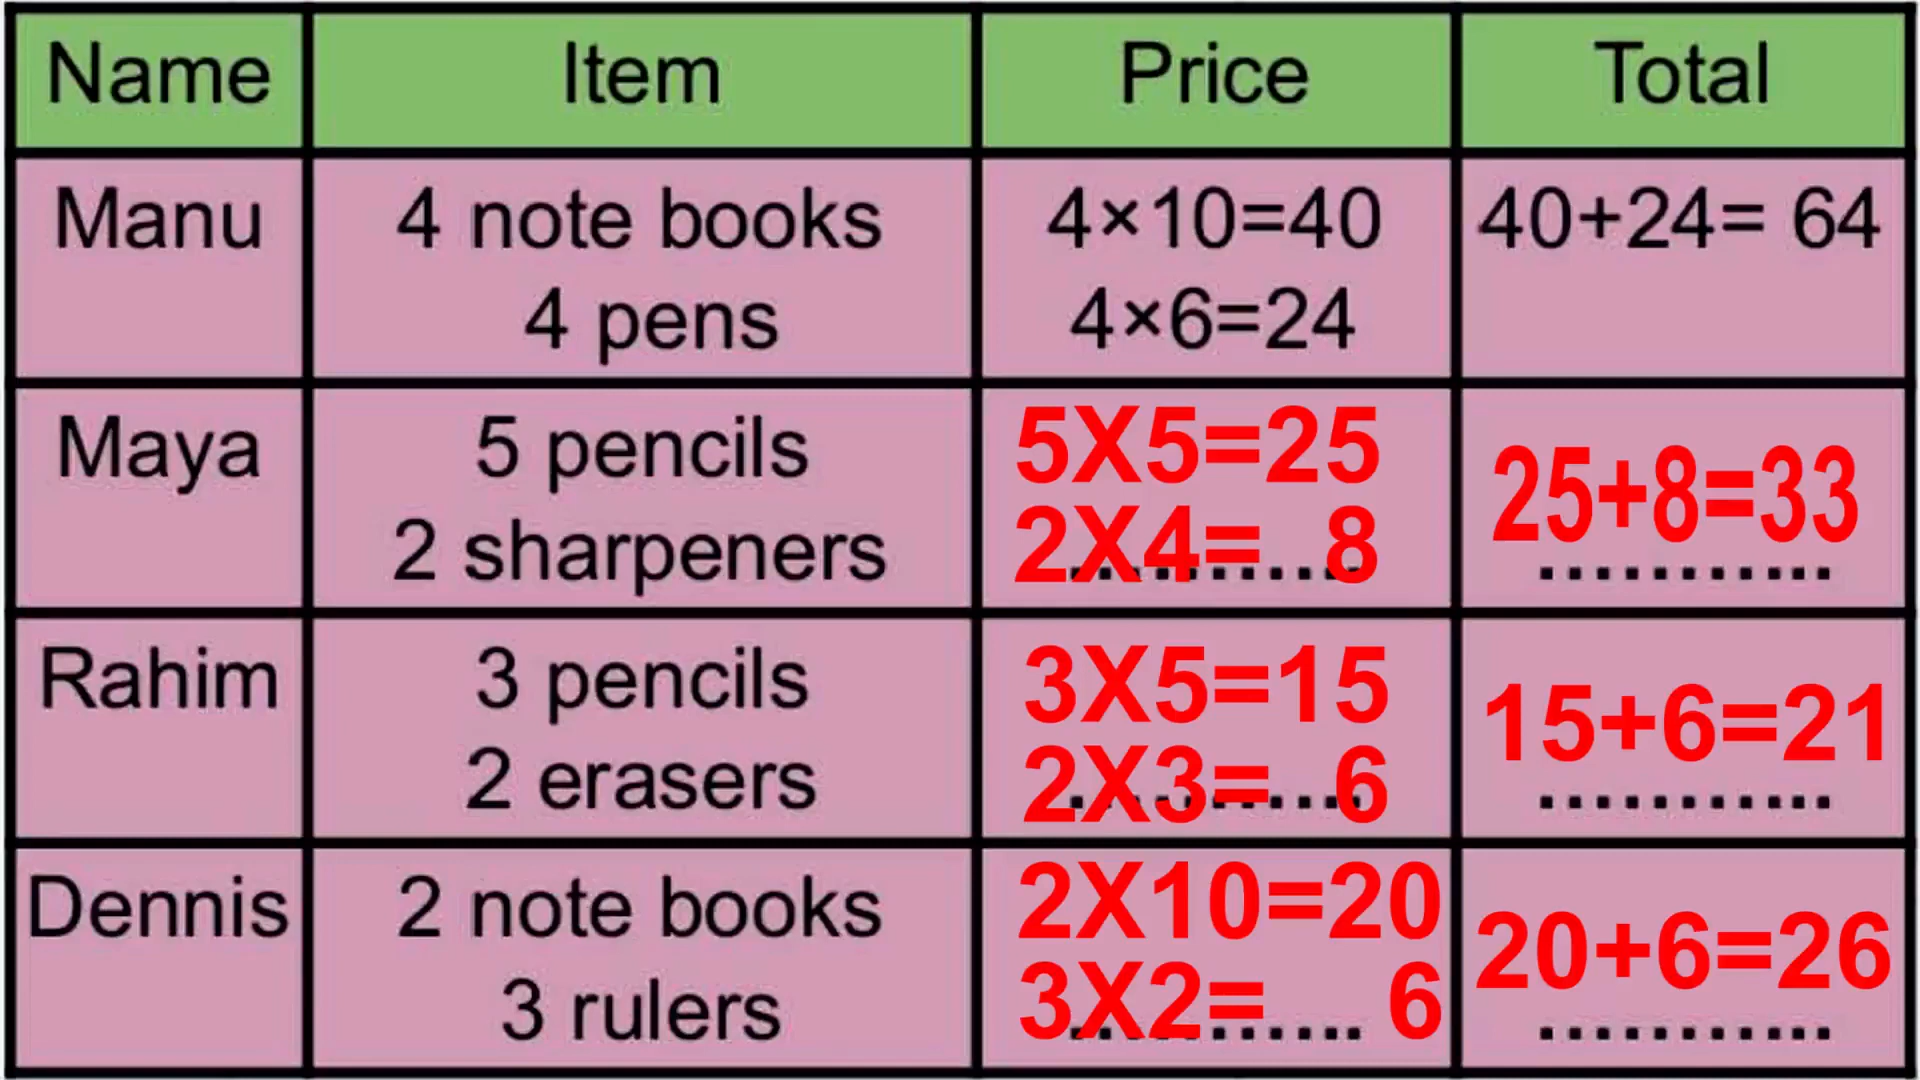 Name Item Price Total
Manu 4 note books 4×10=40 40+24= 64
4 pens 4×6=24
Maya 5 pencils 5X5=25 25+8=33
2 sharpeners 2X4= 8
...........
Rahim 3 pencils 3X5=15 15+6=21
2 erasers 2X3= 6
...........
Dennis 2 note books 2X10=20 20+6=26
3 rulers 3X2= 6
...........